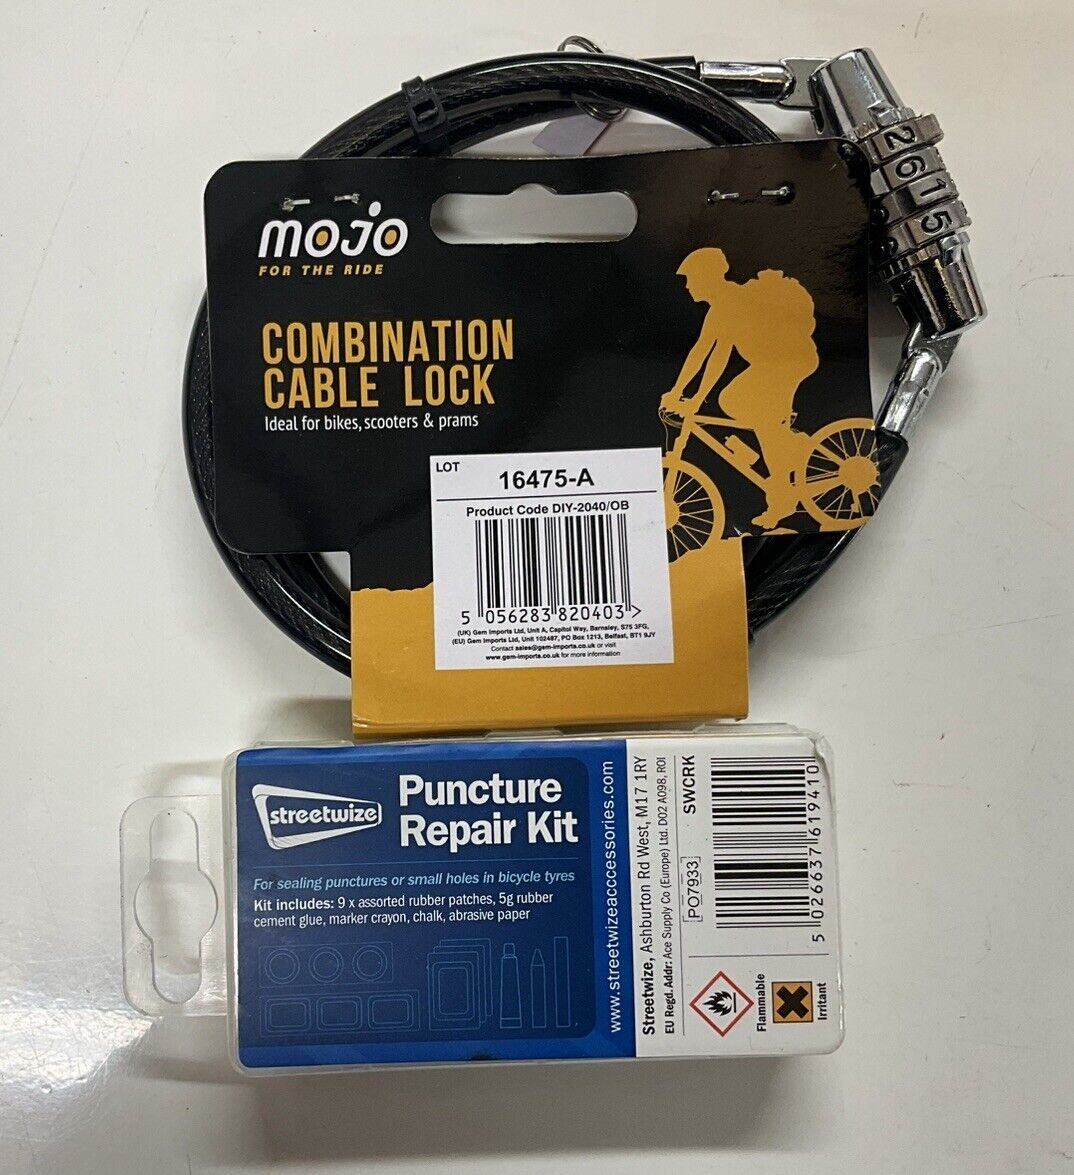 2615
mojo
FOR THE RIDE
COMBINATION
CABLE LOCK
Ideal for bikes, scooters & prams
LOT
16475-A
Product Code DIY-2040/OB
5 056283 820403 >
(UK) Gem Imports Ltd, Unit A, Capitol Way, Barnsley, S75 3FG,
(EU) Gem Imports Ltd, Unit 102487, PO Box 1213, Belfast, BT1 9JY
Contact sales@gem-imports.co.uk or visit
www.gem-imports.co.uk for more information
streetwize
Puncture
Repair Kit
For sealing punctures or small holes in bicycle tyres
Kit includes: 9 x assorted rubber patches, 5g rubber
cement glue, marker crayon, chalk, abrasive paper
www.streetwizeacccessories.com
Streetwize, Ashburton Rd West, M17 1RY
EU Regd. Addr: Ace Supply Co (Europe) Ltd. D02 A098, ROI
PO7933
SWCRK
5 026637 619410
Flammable
Irritant